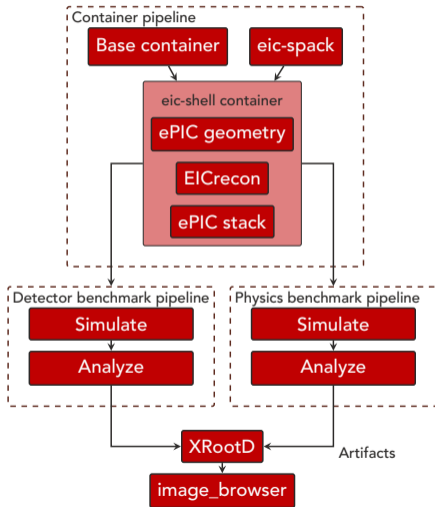 Container pipeline
Base container
eic-spack
eic-shell container
ePIC geometry
EICrecon
ePIC stack
Detector benchmark pipeline
Physics benchmark pipeline
Simulate
Simulate
Analyze
Analyze
XRootD
Artifacts
image_browser